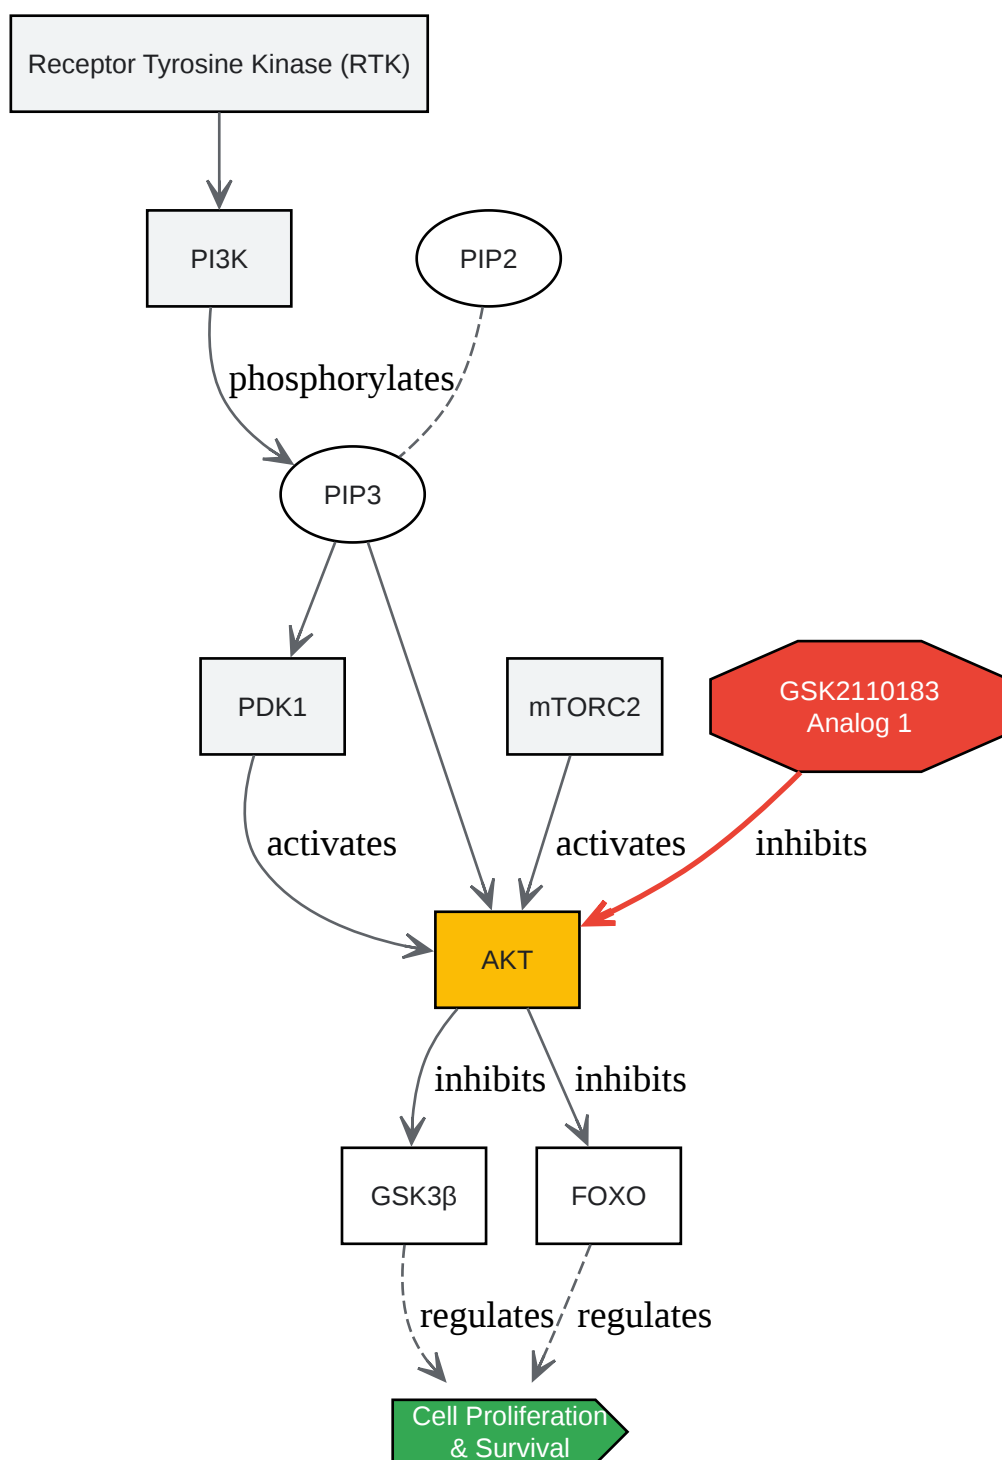 Receptor Tyrosine Kinase (RTK)
PI3K
PIP2
phosphorylates
PIP3
PDK1
mTORC2
GSK2110183
Analog 1
activates
activates
inhibits
AKT
inhibits
inhibits
GSK3β
FOXO
regulates
regulates
Cell Proliferation
& Survival